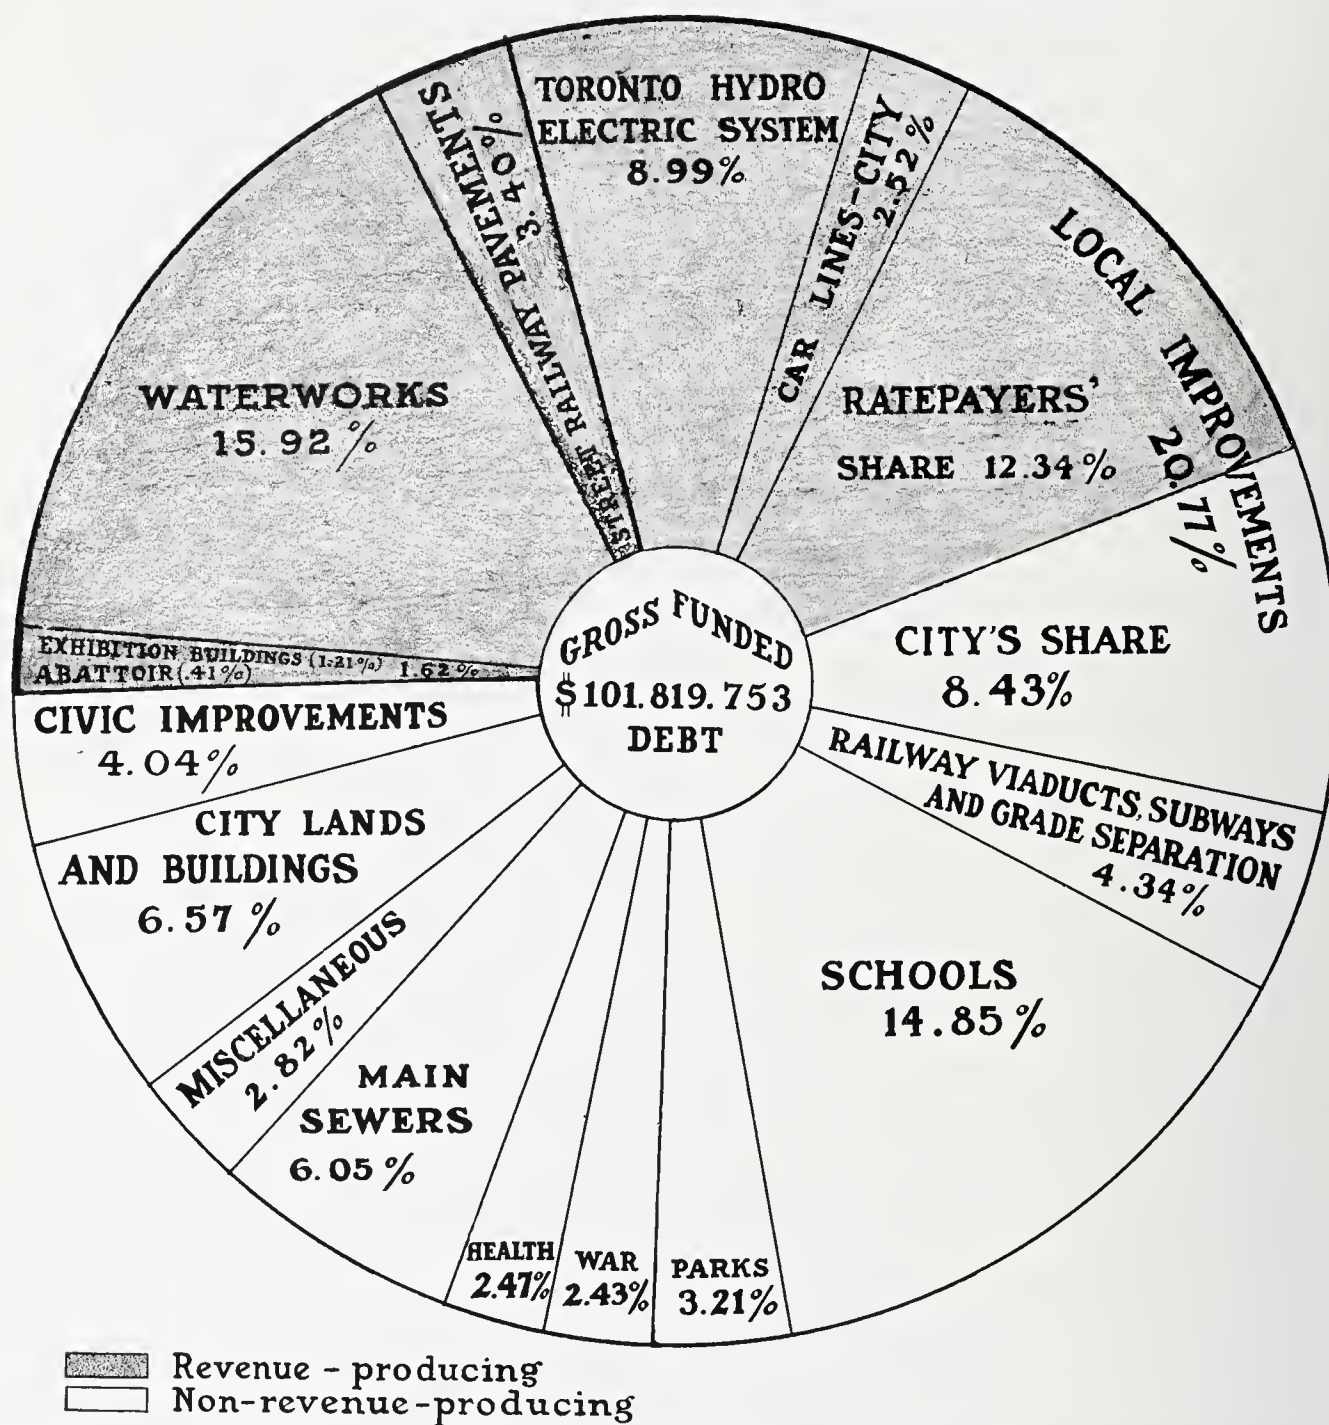 TORONTO HYDRO
ELECTRIC SYSTEM
8.99%
CAR LINES-CITY
2.52%
LOCAL IMPROVEMENTS
20.77%
RATEPAYERS'
SHARE 12.34%
CITY'S SHARE
8.43%
RAILWAY VIADUCTS, SUBWAYS
AND GRADE SEPARATION
4.34%
SCHOOLS
14.85%
PARKS
3.21%
WAR
2.43%
HEALTH
2.47%
MAIN
SEWERS
6.05%
MISCELLANEOUS
2.82%
CITY LANDS
AND BUILDINGS
6.57%
CIVIC IMPROVEMENTS
4.04%
EXHIBITION BUILDINGS (1.21%) 1.62%
ABATTOIR (.41%)
WATERWORKS
15.92%
STREET RAILWAY PAVEMENTS
3.40%
GROSS FUNDED
$101.819.753
DEBT
Revenue - producing
Non-revenue-producing